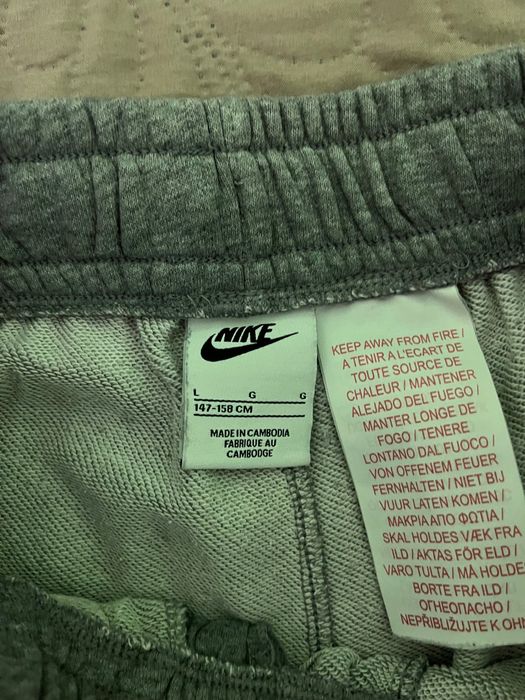 NIKE
L G G
147-158 CM
MADE IN CAMBODIA
FABRIQUE AU
CAMBODGE
KEEP AWAY FROM FIRE /
A TENIR A L'ECART DE
TOUTE SOURCE DE
CHALEUR / MANTENER
ALEJADO DEL FUEGO /
MANTER LONGE DE
FOGO / TENERE
LONTANO DAL FUOCO /
VON OFFENEM FEUER
FERNHALTEN / NIET BIJ
VUUR LATEN KOMEN /
ΜΑΚΡΙΑ ΑΠΟ ΦΩΤΙΑ /
SKAL HOLDES VÆK FRA
ILD / AKTAS FÖR ELD /
VARO TULTA / MÅ HOLDES
BORTE FRA ILD /
ОГНЕОПАСНО /
NEPŘIBLIŽUJTE K OHN